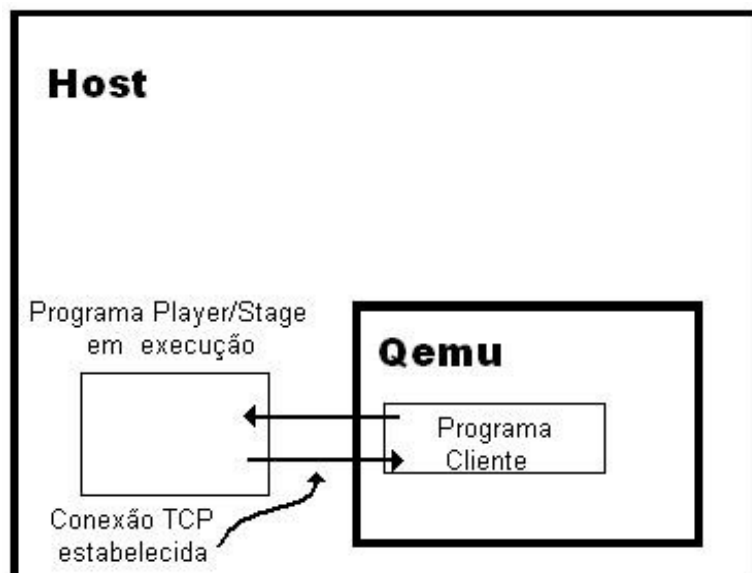 Host
Programa Player/Stage
em execução
Qemu
Programa
Cliente
Conexão TCP
estabelecida